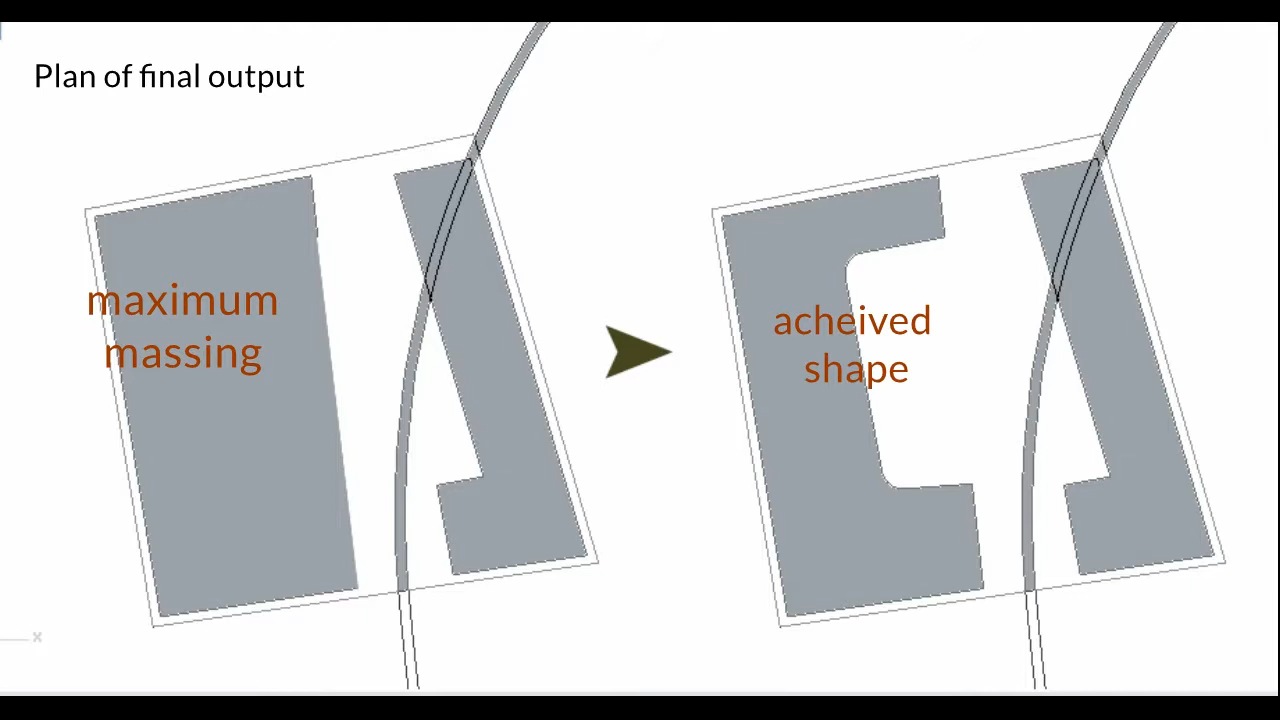 Plan of final output
maximum
massing
acheived
shape
x